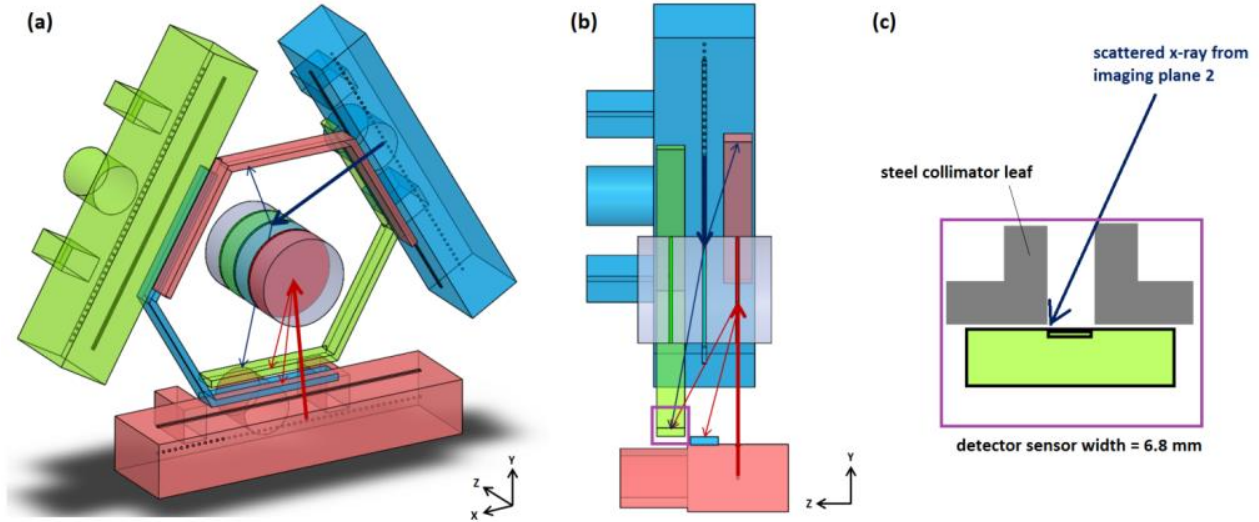 (a)
(b)
(c)
scattered x-ray from
imaging plane 2
steel collimator leaf
detector sensor width = 6.8 mm
Y
Z
X
Y
Z